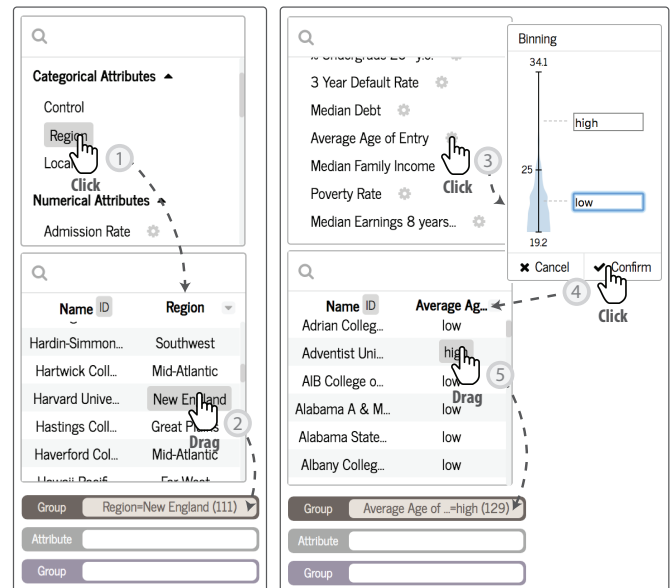 Categorical Attributes
Control
Region
Click
1
Numerical Attributes
Admission Rate
Name ID Region
Hardin-Simmon... Southwest
Hartwick Coll... Mid-Atlantic
Harvard Unive... New England
Hastings Coll... Great Plains
Drag
2
Haverford Col... Mid-Atlantic
Group Region=New England (111)
Attribute
Group
3 Year Default Rate
Median Debt
Average Age of Entry
Median Family Income
Click
3
Poverty Rate
Median Earnings 8 years...
Binning
34.1
high
25
low
19.2
Cancel Confirm
Click
4
Name ID Average Ag...
Adrian Colleg... low
Adventist Uni... high
AIB College o... low
Drag
5
Alabama A & M... low
Alabama State... low
Albany Colleg... low
Group Average Age of ...=high (129)
Attribute
Group